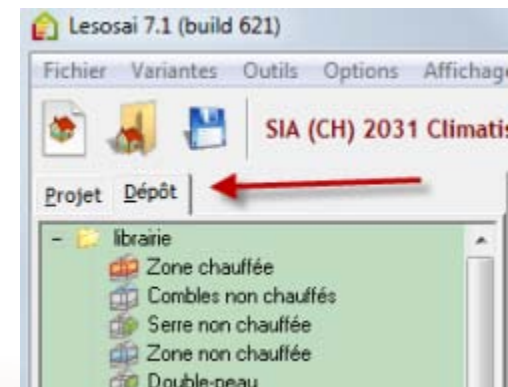 Lesosai 7.1 (build 621)
Fichier Variantes Outils Options Affichag
SIA (CH) 2031 Climatis
Projet Dépôt
librairie
Zone chauffée
Combles non chauffés
Serre non chauffée
Zone non chauffée
Double-peau